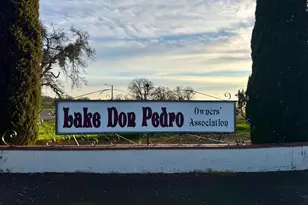 Lake Don Pedro Owners'
Association